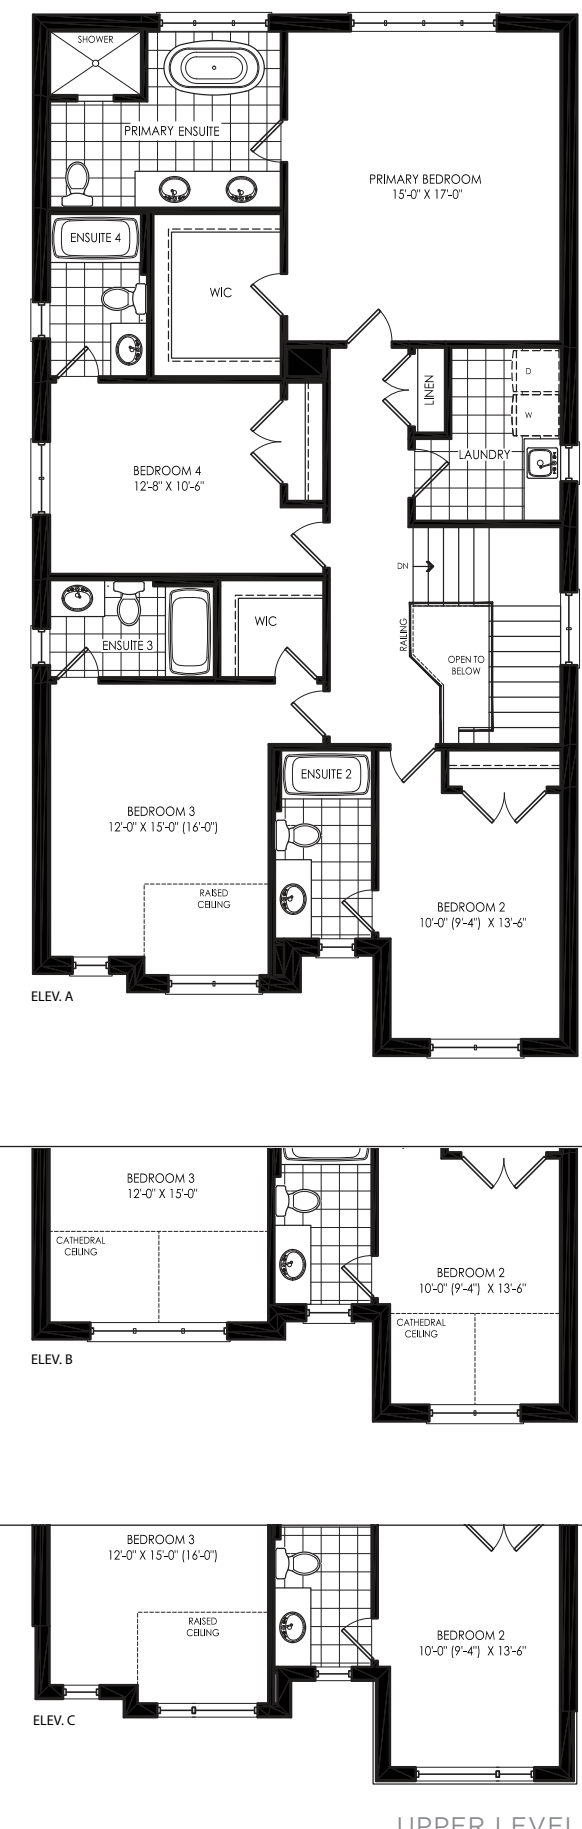 SHOWER
PRIMARY ENSUITE
PRIMARY BEDROOM
15'-0" X 17'-0"
ENSUITE 4
WIC
LINEN
D
W
LAUNDRY
BEDROOM 4
12'-8" X 10'-6"
DN
WIC
ENSUITE 3
RAILING
OPEN TO
BELOW
ENSUITE 2
BEDROOM 3
12'-0" X 15'-0" (16'-0")
RAISED
CEILING
BEDROOM 2
10'-0" (9'-4") X 13'-6"
ELEV. A
BEDROOM 3
12'-0" X 15'-0"
CATHEDRAL
CEILING
BEDROOM 2
10'-0" (9'-4") X 13'-6"
CATHEDRAL
CEILING
ELEV. B
BEDROOM 3
12'-0" X 15'-0" (16'-0")
RAISED
CEILING
BEDROOM 2
10'-0" (9'-4") X 13'-6"
ELEV. C
UPPER LEVEL